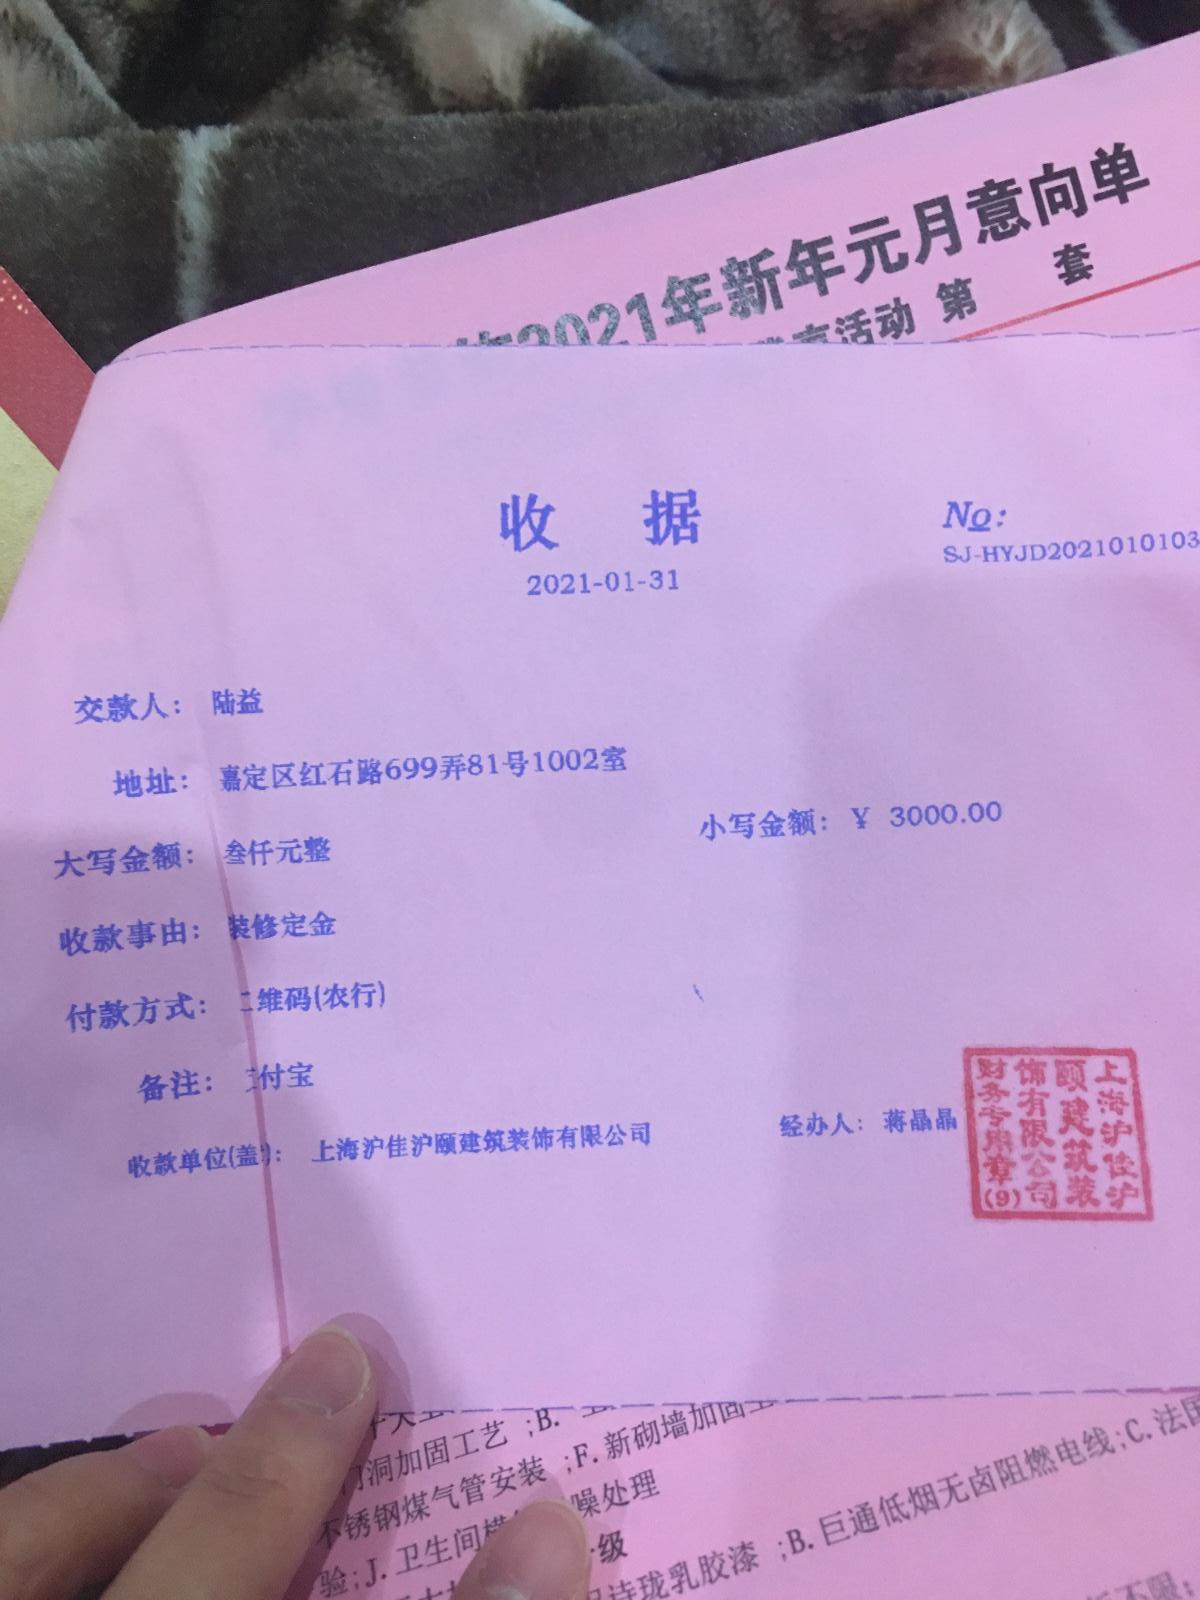 2021年新年元月意向单
活动 第 套
收 据
2021-01-31
No:
SJ-HYJD2021010103
交款人： 陆益
地址： 嘉定区红石路699弄81号1002室
大写金额： 叁仟元整
小写金额： ¥ 3000.00
收款事由： 装修定金
付款方式： 二维码(农行)
备注： 支付宝
收款单位(盖章)： 上海沪佳沪颐建筑装饰有限公司
经办人： 蒋晶晶
上海沪佳沪
颐建筑装
饰有限公司
财务专用章
(9)
;B.
门洞加固工艺 ;F.新砌墙加固
不锈钢煤气管安装
噪处理
验;J.卫生间
级
诗珑乳胶漆 ;B.巨通低烟无卤阻燃电线;C.法国
不限;